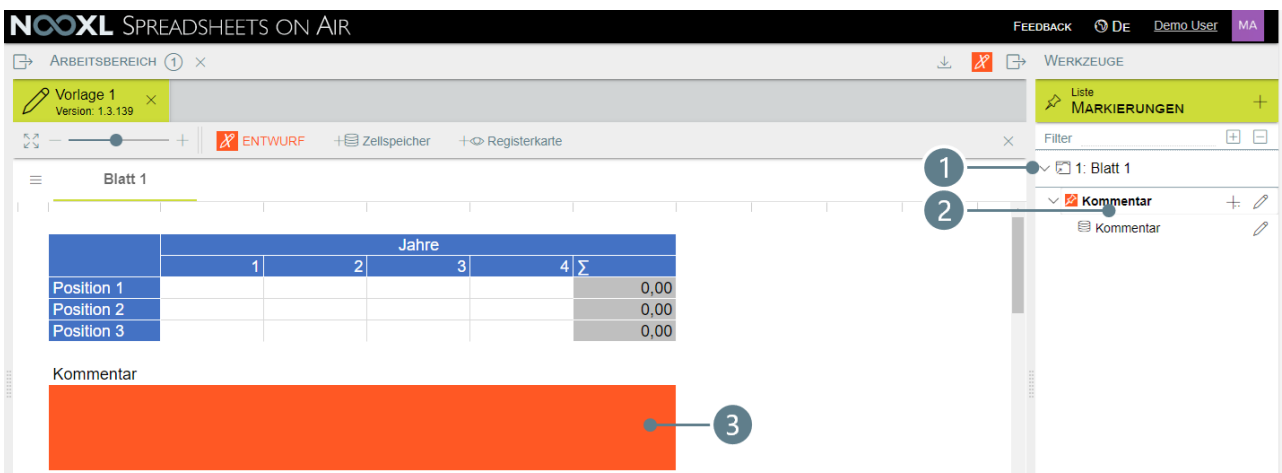 NOOXL SPREADSHEETS ON AIR
FEEDBACK DE Demo User MA
ARBEITSBEREICH 1
WERKZEUGE
Vorlage 1
Version: 1.3.139
Liste
MARKIERUNGEN
ENTWURF Zellspeicher Registerkarte
Filter
Blatt 1
1
1: Blatt 1
2
Kommentar
Kommentar
Jahre
1 2 3 4 ∑
Position 1 0,00
Position 2 0,00
Position 3 0,00
Kommentar
3